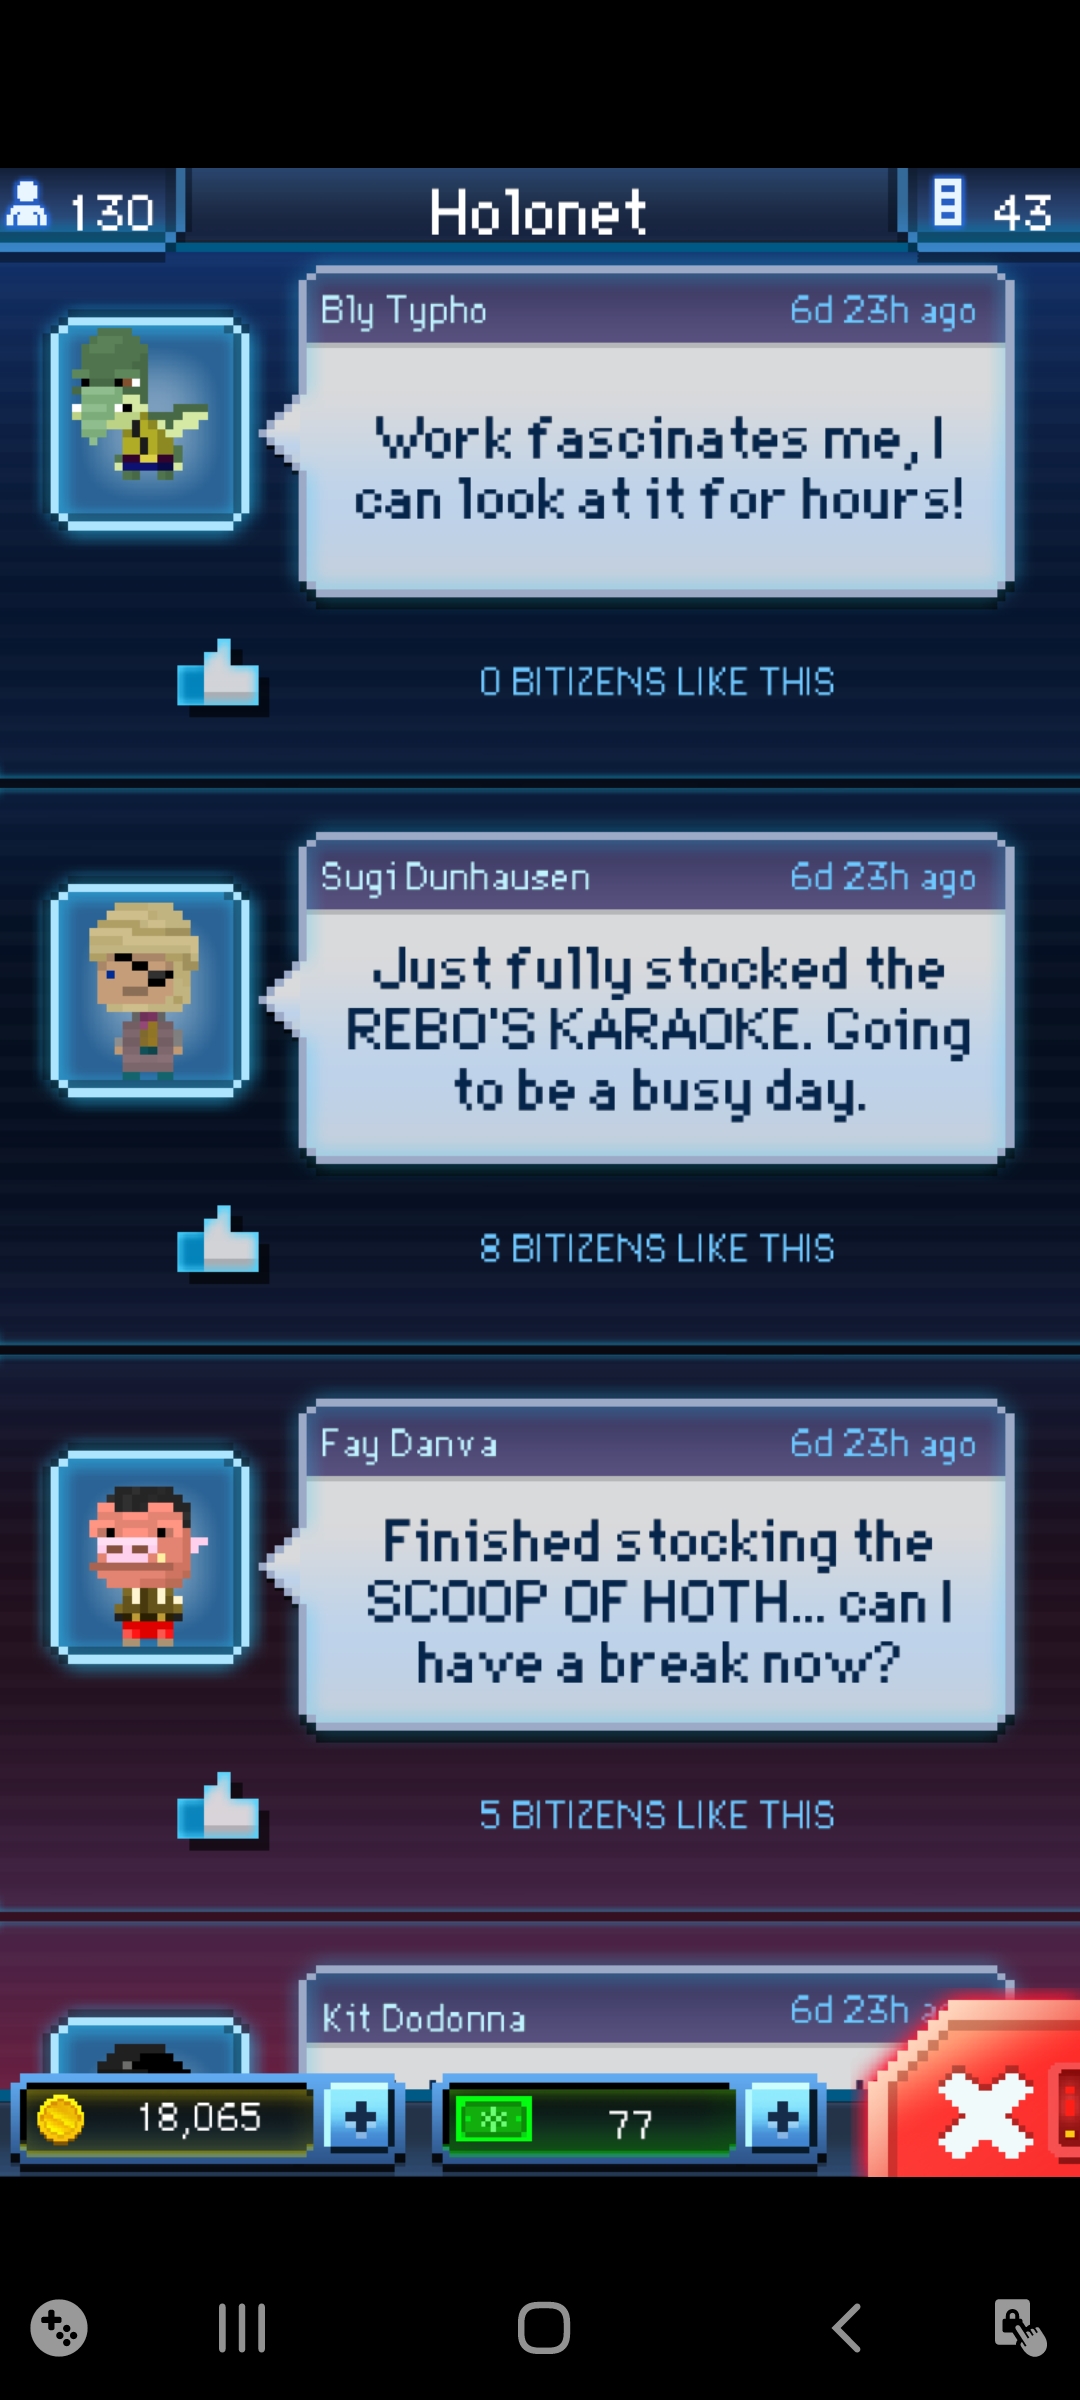 130
Holonet
43
Bly Typho
6d 23h ago
Work fascinates me, I
can look at it for hours!
0 BITIZENS LIKE THIS
Sugi Dunhausen
6d 23h ago
Just fully stocked the
REBO'S KARAOKE. Going
to be a busy day.
8 BITIZENS LIKE THIS
Fay Danva
6d 23h ago
Finished stocking the
SCOOP OF HOTH... can I
have a break now?
5 BITIZENS LIKE THIS
Kit Dodonna
6d 23h
18,065
77